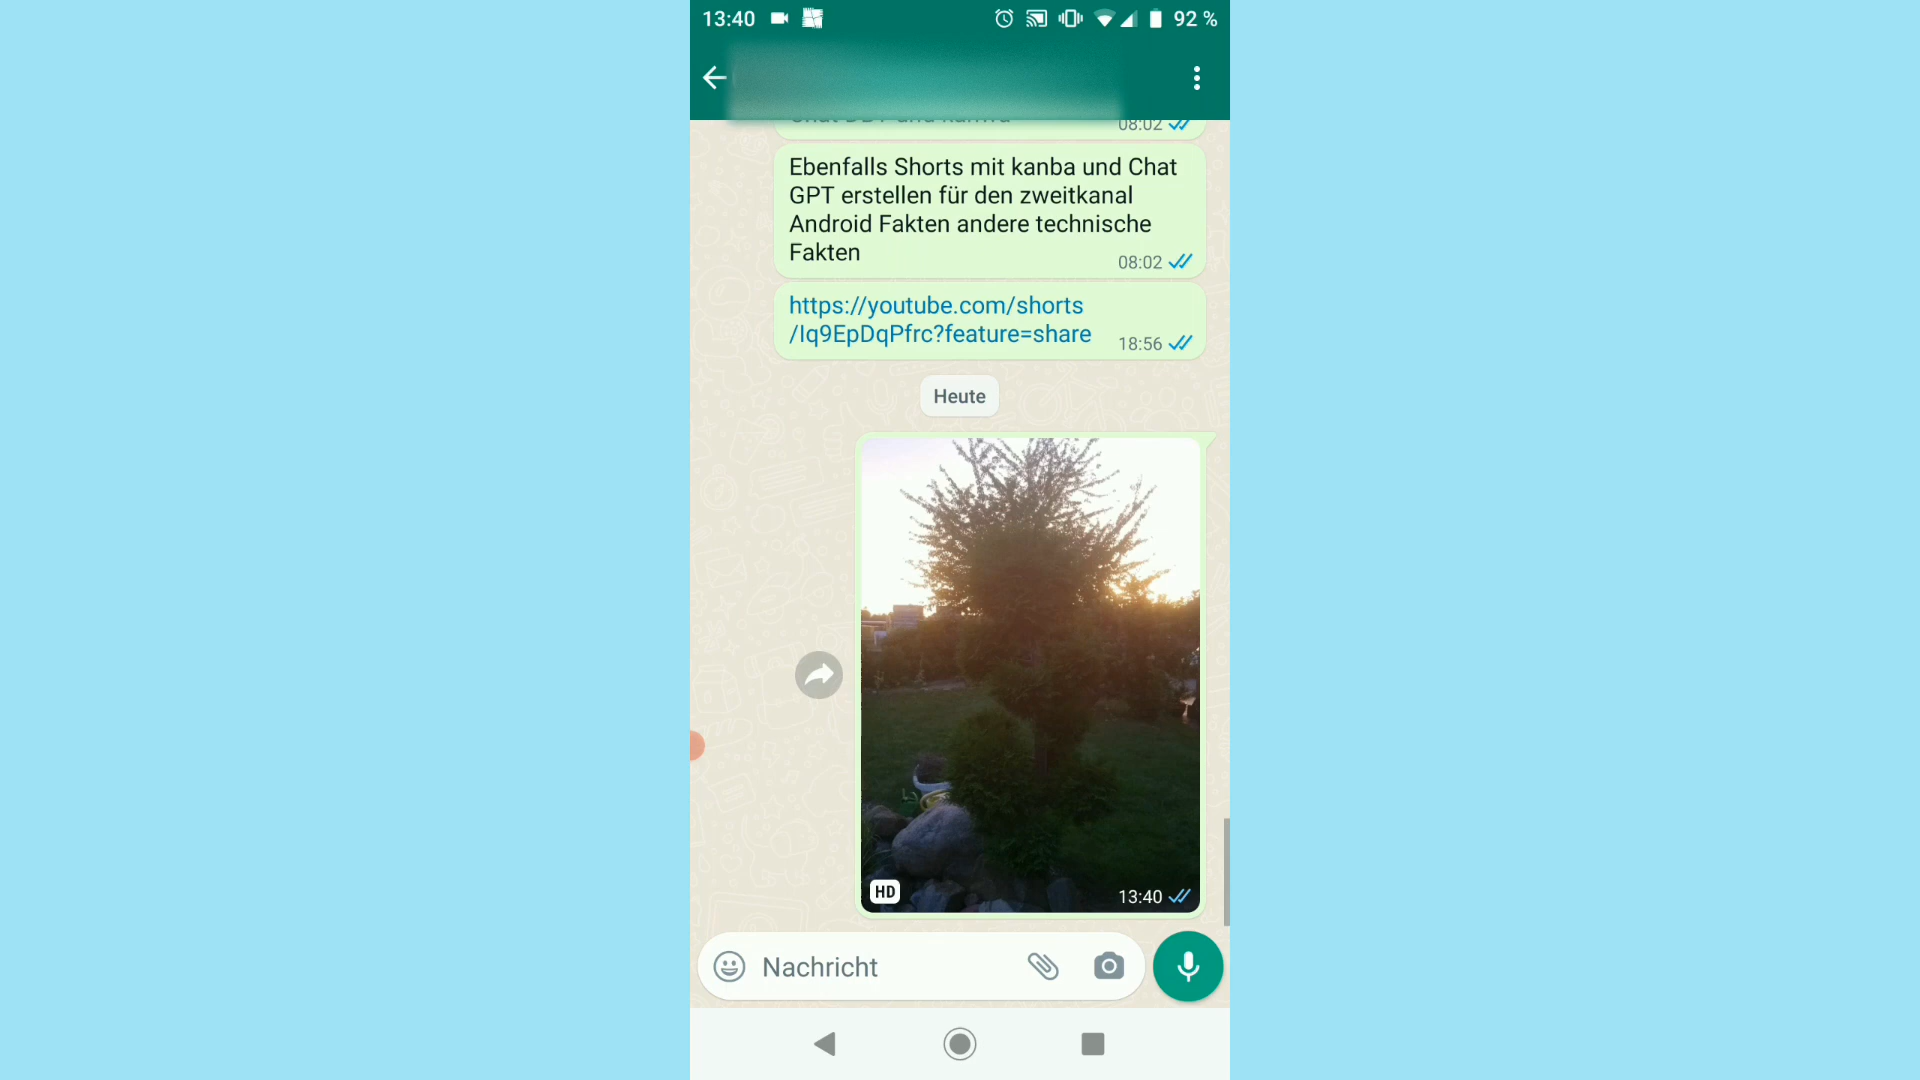 13:40
92 %
08:02
Ebenfalls Shorts mit kanba und Chat
GPT erstellen für den zweitkanal
Android Fakten andere technische
Fakten
08:02
https://youtube.com/shorts
/Iq9EpDqPfrc?feature=share
18:56
Heute
HD
13:40
Nachricht